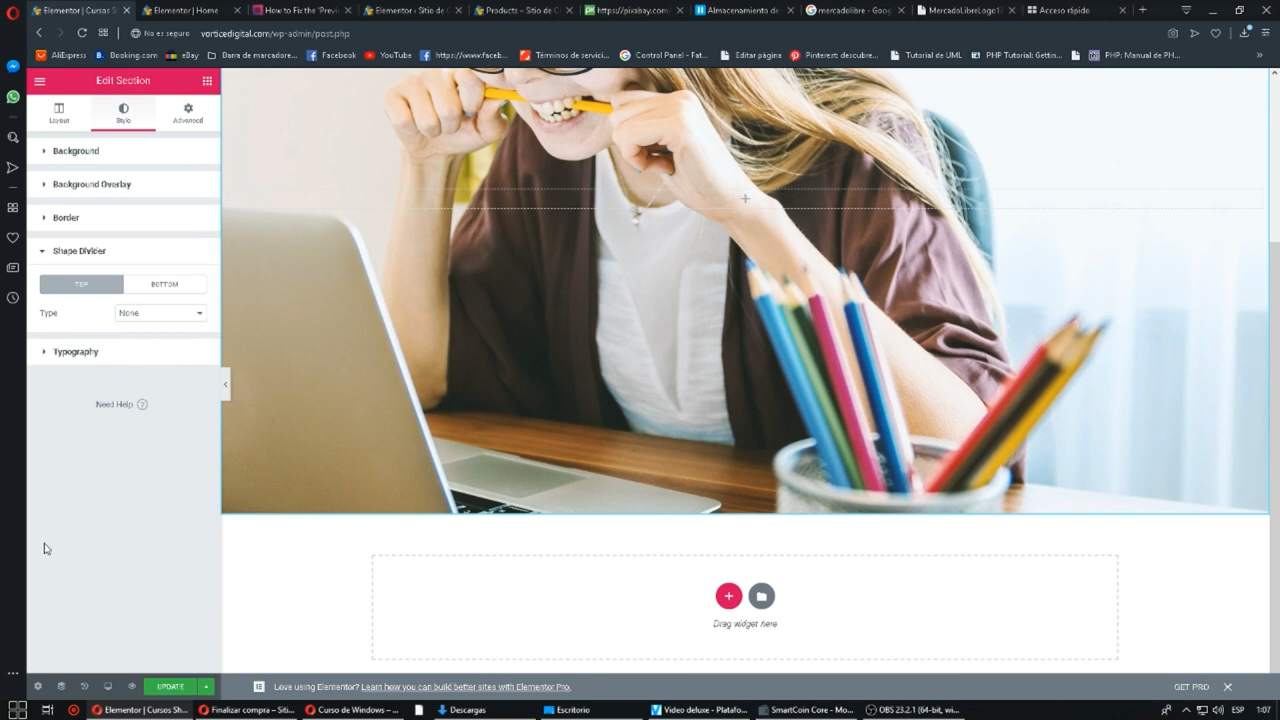 Elementor | Cursos S
Elementor | Home
How to Fix the 'Previ
Elementor ‹ Sitio de C
Products – Sitio de C
https://pixabay.com/
Almacenamiento de
mercadolibre - Goog
MercadoLibreLogo1
Acceso rápido
No es seguro
vorticedigital.com/wp-admin/post.php
AliExpress
Booking.com
eBay
Barra de marcadore...
Facebook
YouTube
https://www.faceb...
Términos de servici...
Control Panel - Fat...
Editar página
Pinterest: descubre...
Tutorial de UML
PHP Tutorial: Gettin...
PHP: Manual de PH...
»
Edit Section
Layout
Style
Advanced
Background
Background Overlay
Border
Shape Divider
TOP
BOTTOM
Type
None
Typography
Need Help ?
Drag widget here
UPDATE
Love using Elementor? Learn how you can build better sites with Elementor Pro.
GET PRO
Elementor | Cursos Sh...
Finalizar compra – Siti...
Curso de Windows –...
Descargas
Escritorio
Video deluxe - Platafo...
SmartCoin Core - Mo...
OBS 23.2.1 (64-bit, wi...
ESP
1:07